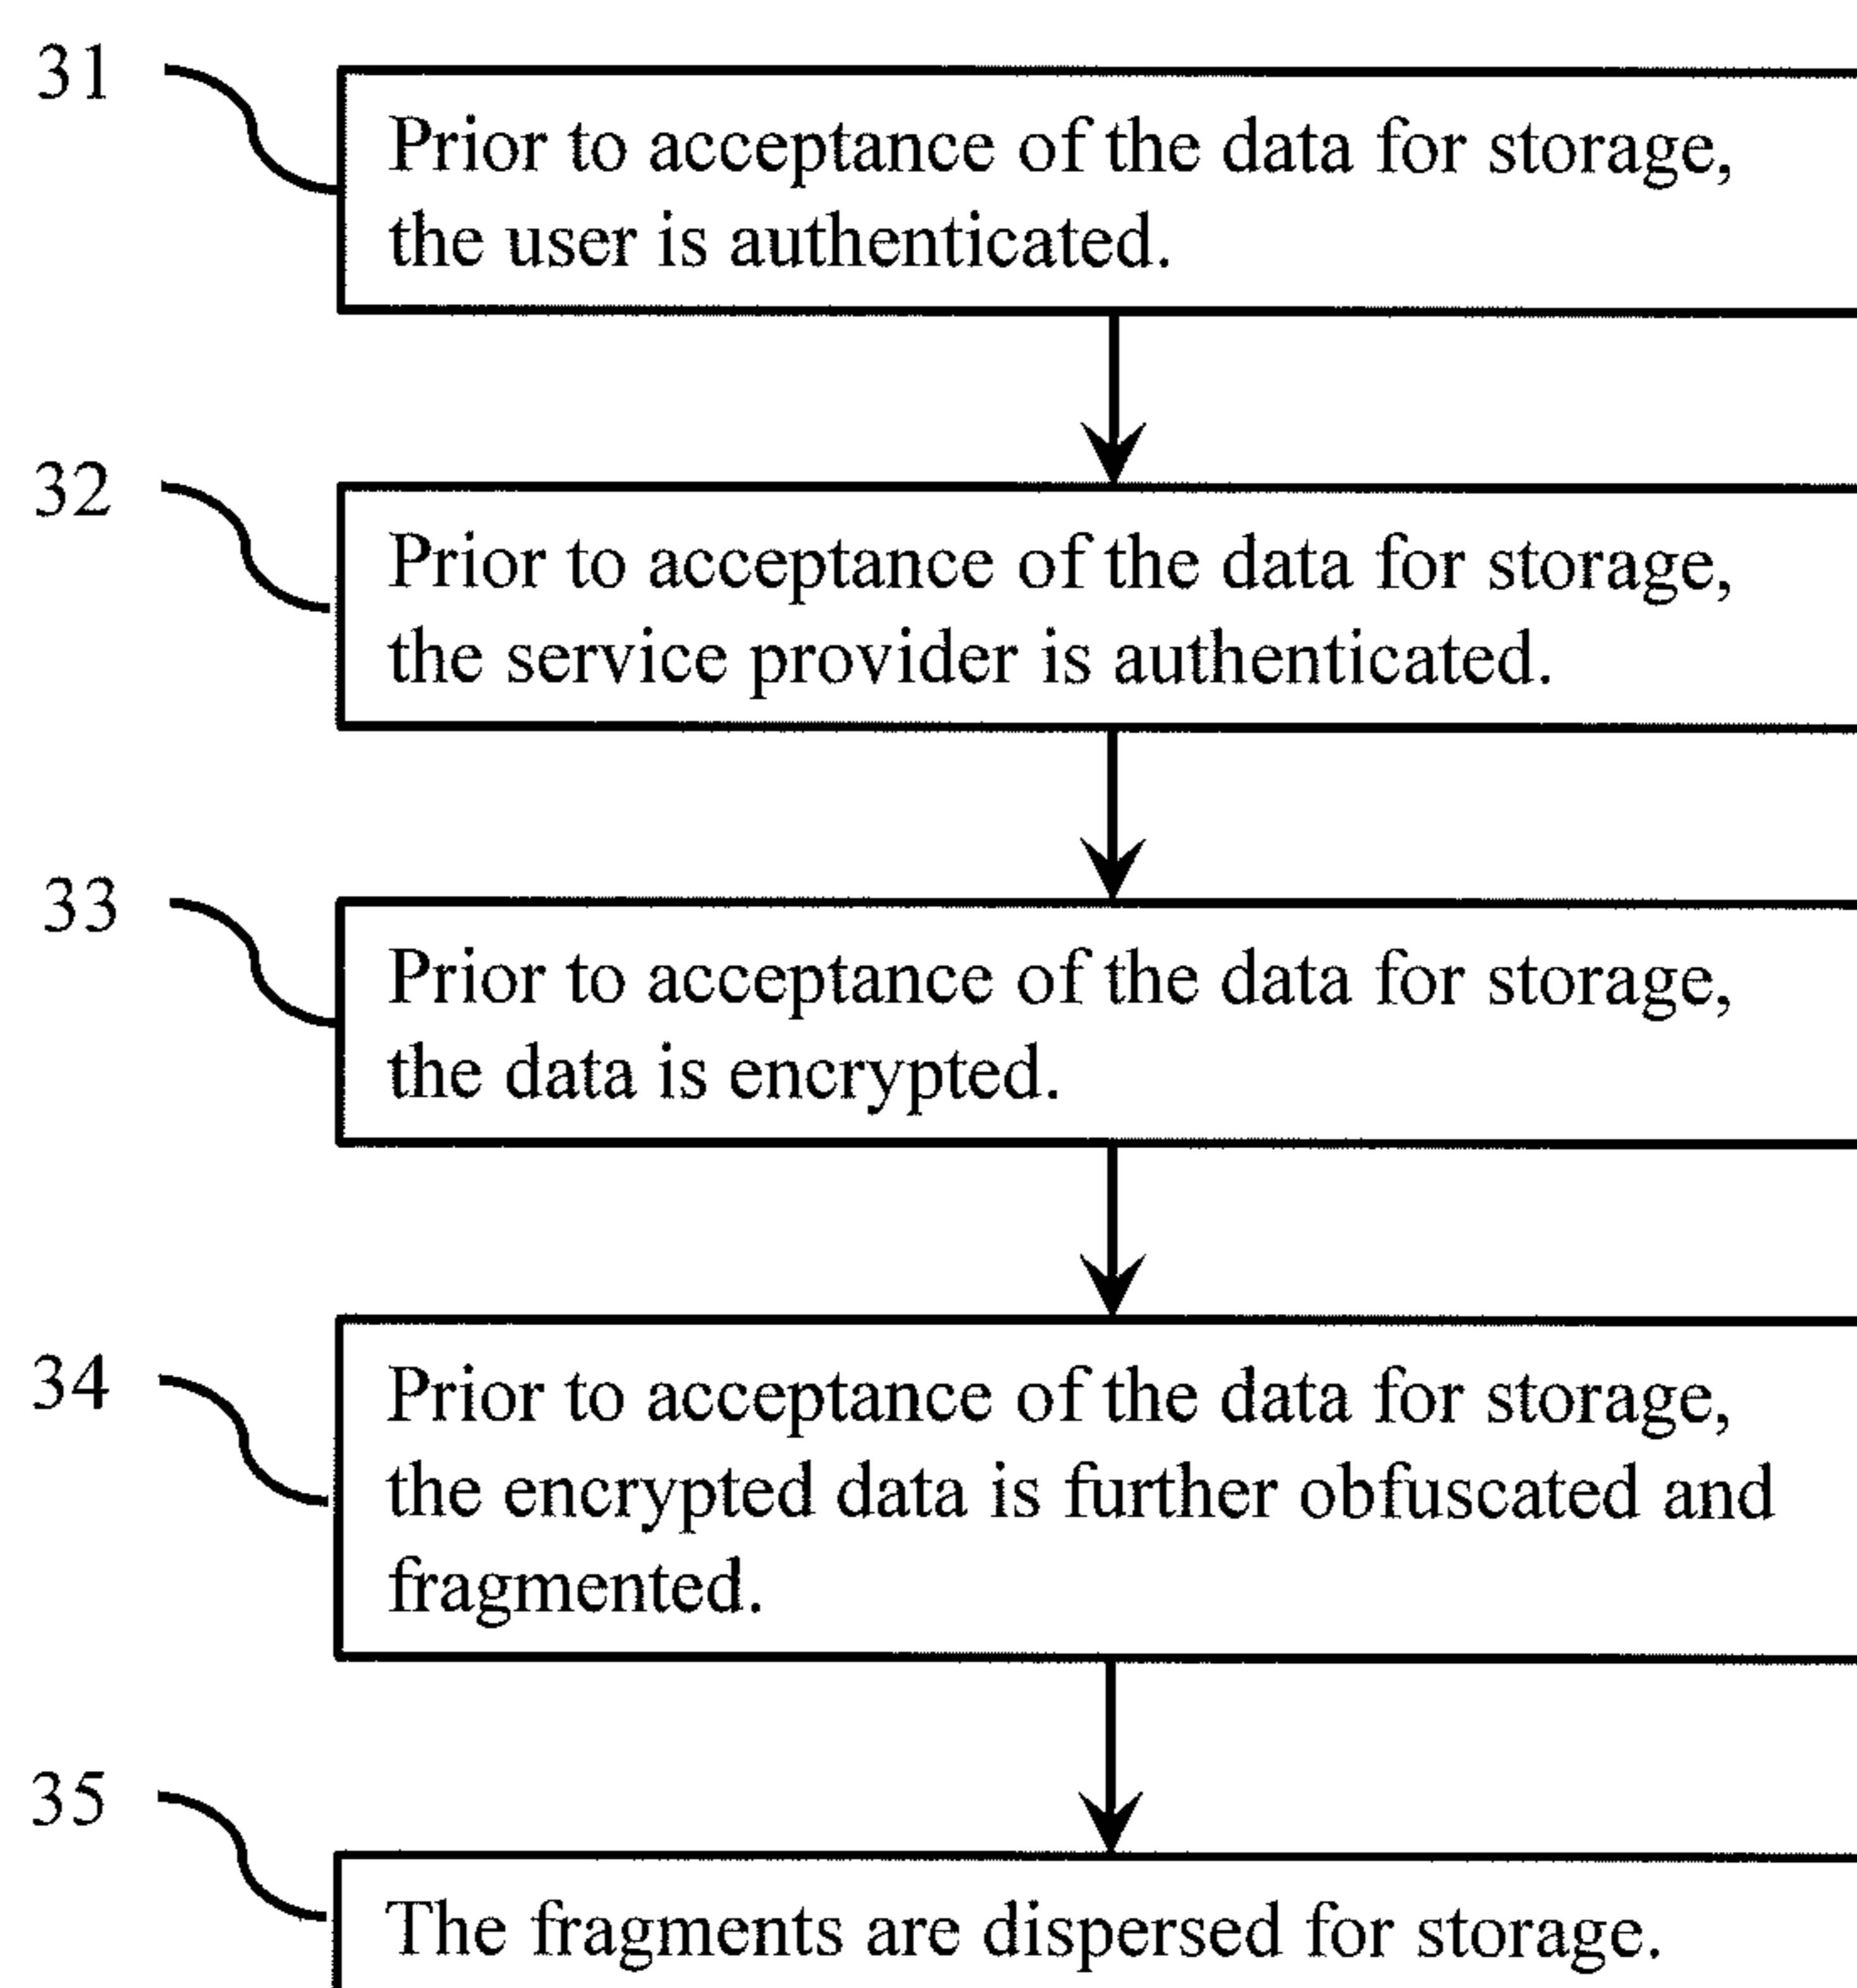 31
Prior to acceptance of the data for storage,
the user is authenticated.
32
Prior to acceptance of the data for storage,
the service provider is authenticated.
33
Prior to acceptance of the data for storage,
the data is encrypted.
34
Prior to acceptance of the data for storage,
the encrypted data is further obfuscated and
fragmented.
35
The fragments are dispersed for storage.